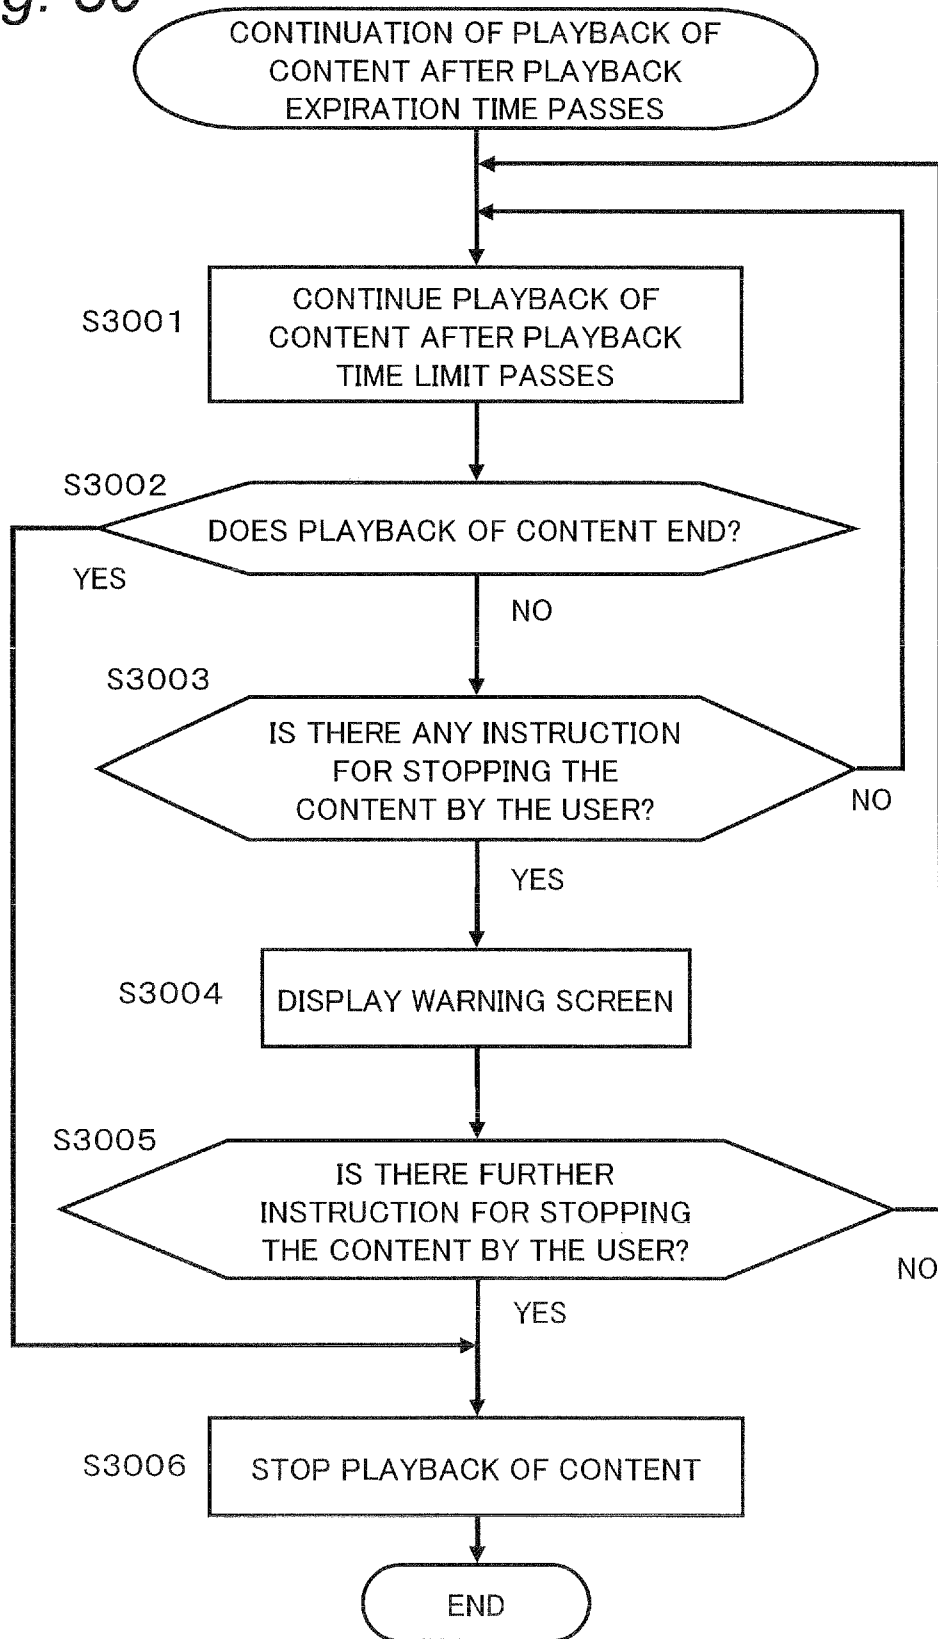 g. 30
CONTINUATION OF PLAYBACK OF
CONTENT AFTER PLAYBACK
EXPIRATION TIME PASSES
S3001
CONTINUE PLAYBACK OF
CONTENT AFTER PLAYBACK
TIME LIMIT PASSES
S3002
DOES PLAYBACK OF CONTENT END?
YES
NO
S3003
IS THERE ANY INSTRUCTION
FOR STOPPING THE
CONTENT BY THE USER?
NO
YES
S3004
DISPLAY WARNING SCREEN
S3005
IS THERE FURTHER
INSTRUCTION FOR STOPPING
THE CONTENT BY THE USER?
NO
YES
S3006
STOP PLAYBACK OF CONTENT
END